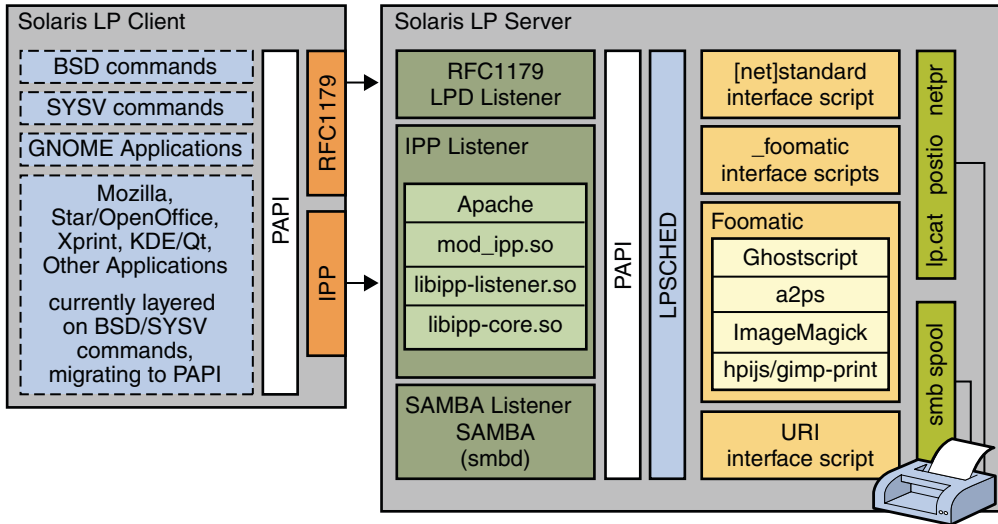 Solaris LP Client
BSD commands
SYSV commands
GNOME Applications
Mozilla,
Star/OpenOffice,
Xprint, KDE/Qt,
Other Applications
currently layered
on BSD/SYSV
commands,
migrating to PAPI
PAPI
RFC1179
IPP
Solaris LP Server
RFC1179
LPD Listener
IPP Listener
Apache
mod_ipp.so
libipp-listener.so
libipp-core.so
SAMBA Listener
SAMBA
(smbd)
PAPI
LPSCHED
[net]standard
interface script
_foomatic
interface scripts
Foomatic
Ghostscript
a2ps
ImageMagick
hpijs/gimp-print
URI
interface script
lp.cat postio netpr
smb spool